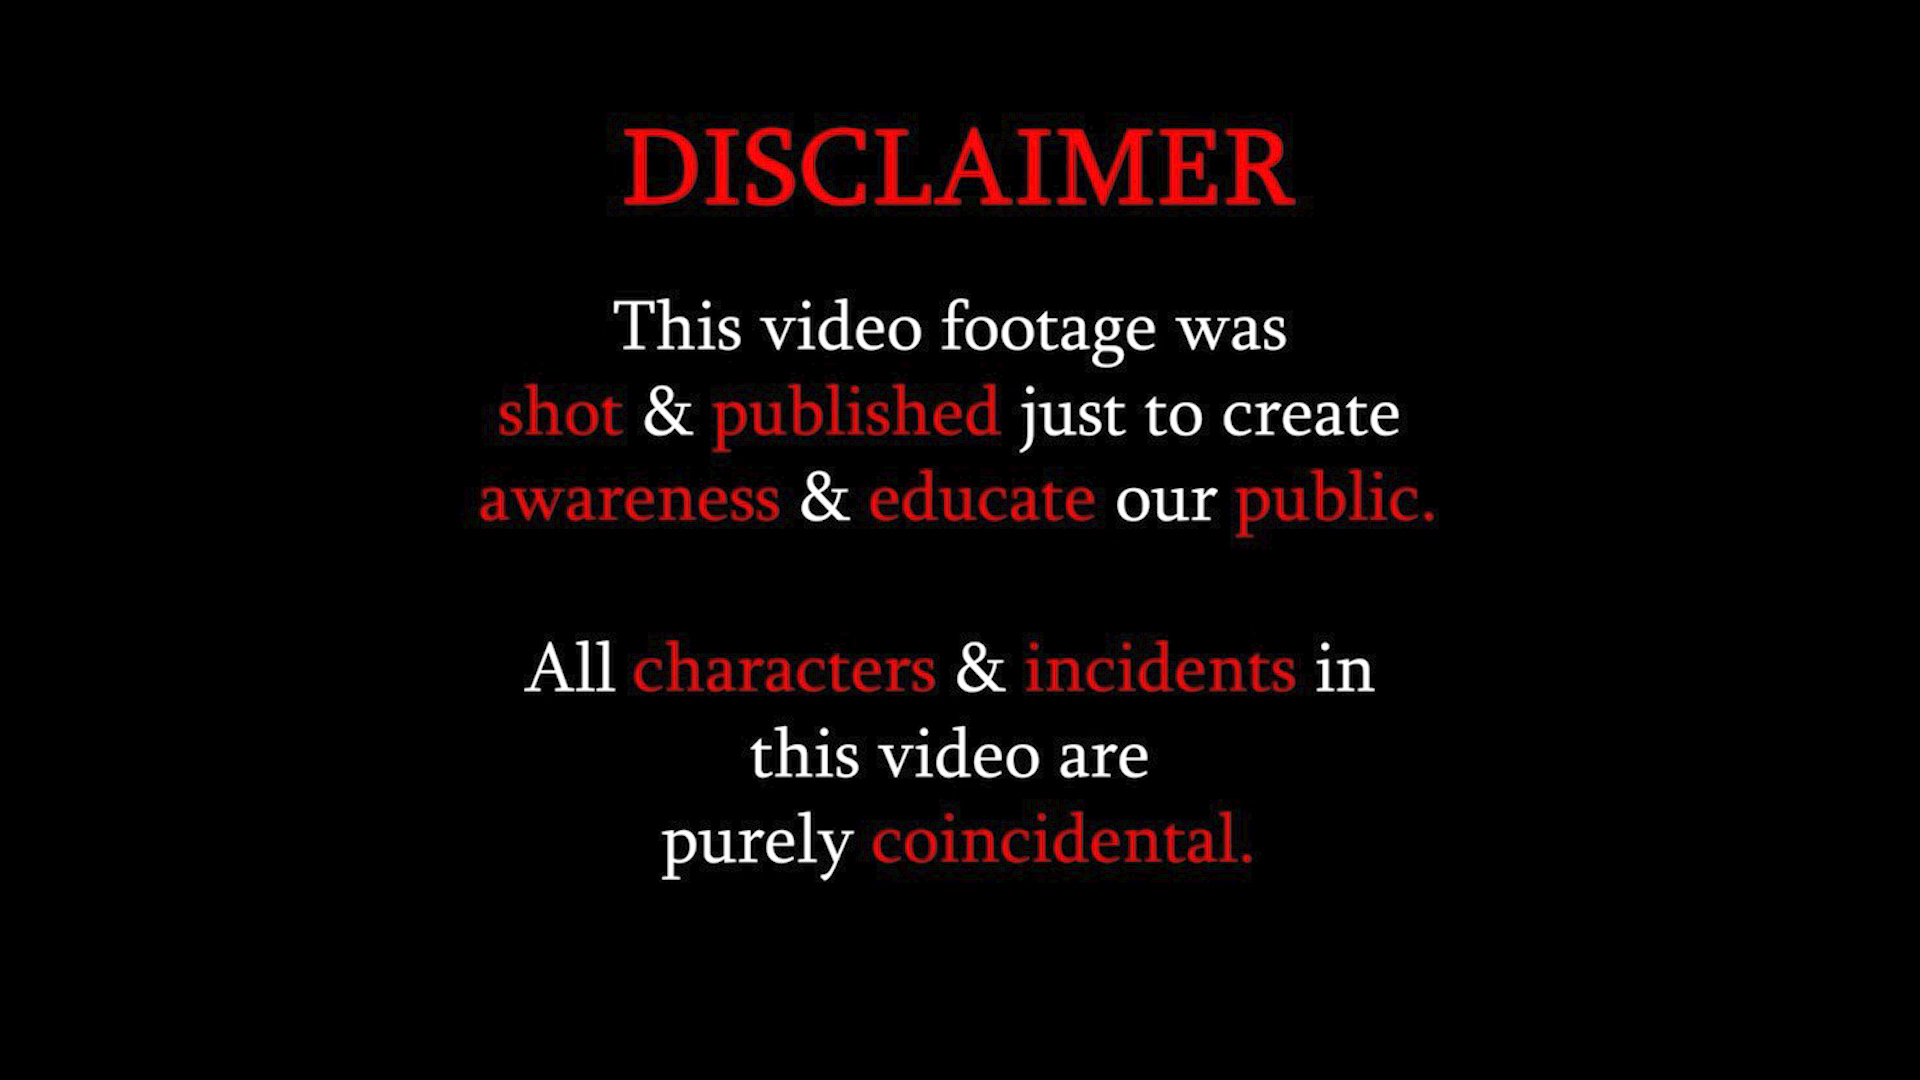 DISCLAIMER
This video footage was
shot & published just to create
awareness & educate our public.
All characters & incidents in
this video are
purely coincidental.